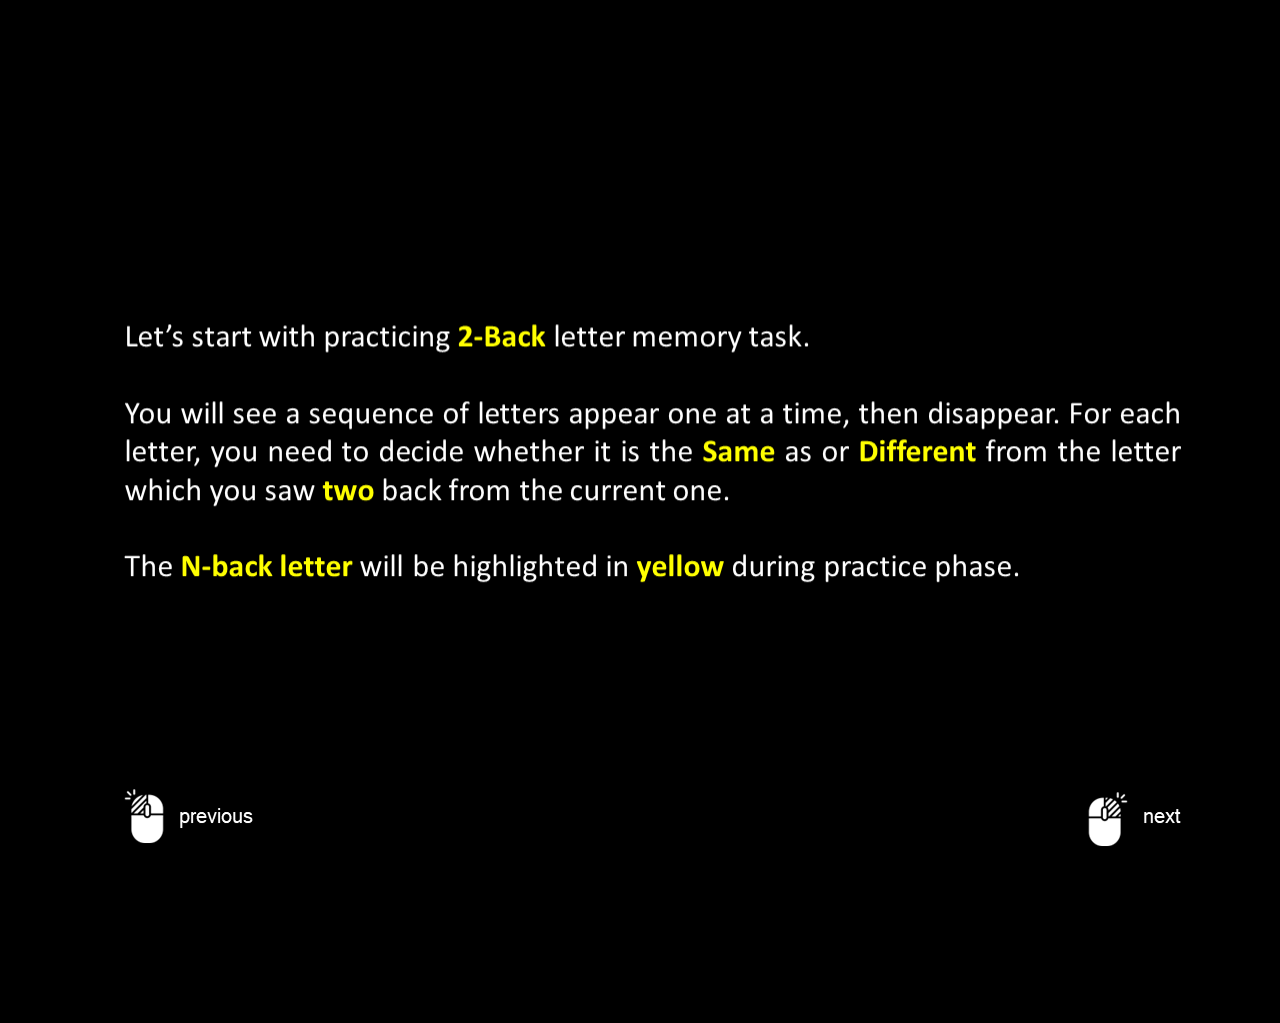 Let’s start with practicing 2-Back letter memory task.
You will see a sequence of letters appear one at a time, then disappear. For each
letter, you need to decide whether it is the Same as or Different from the letter
which you saw two back from the current one.
The N-back letter will be highlighted in yellow during practice phase.
previous
next